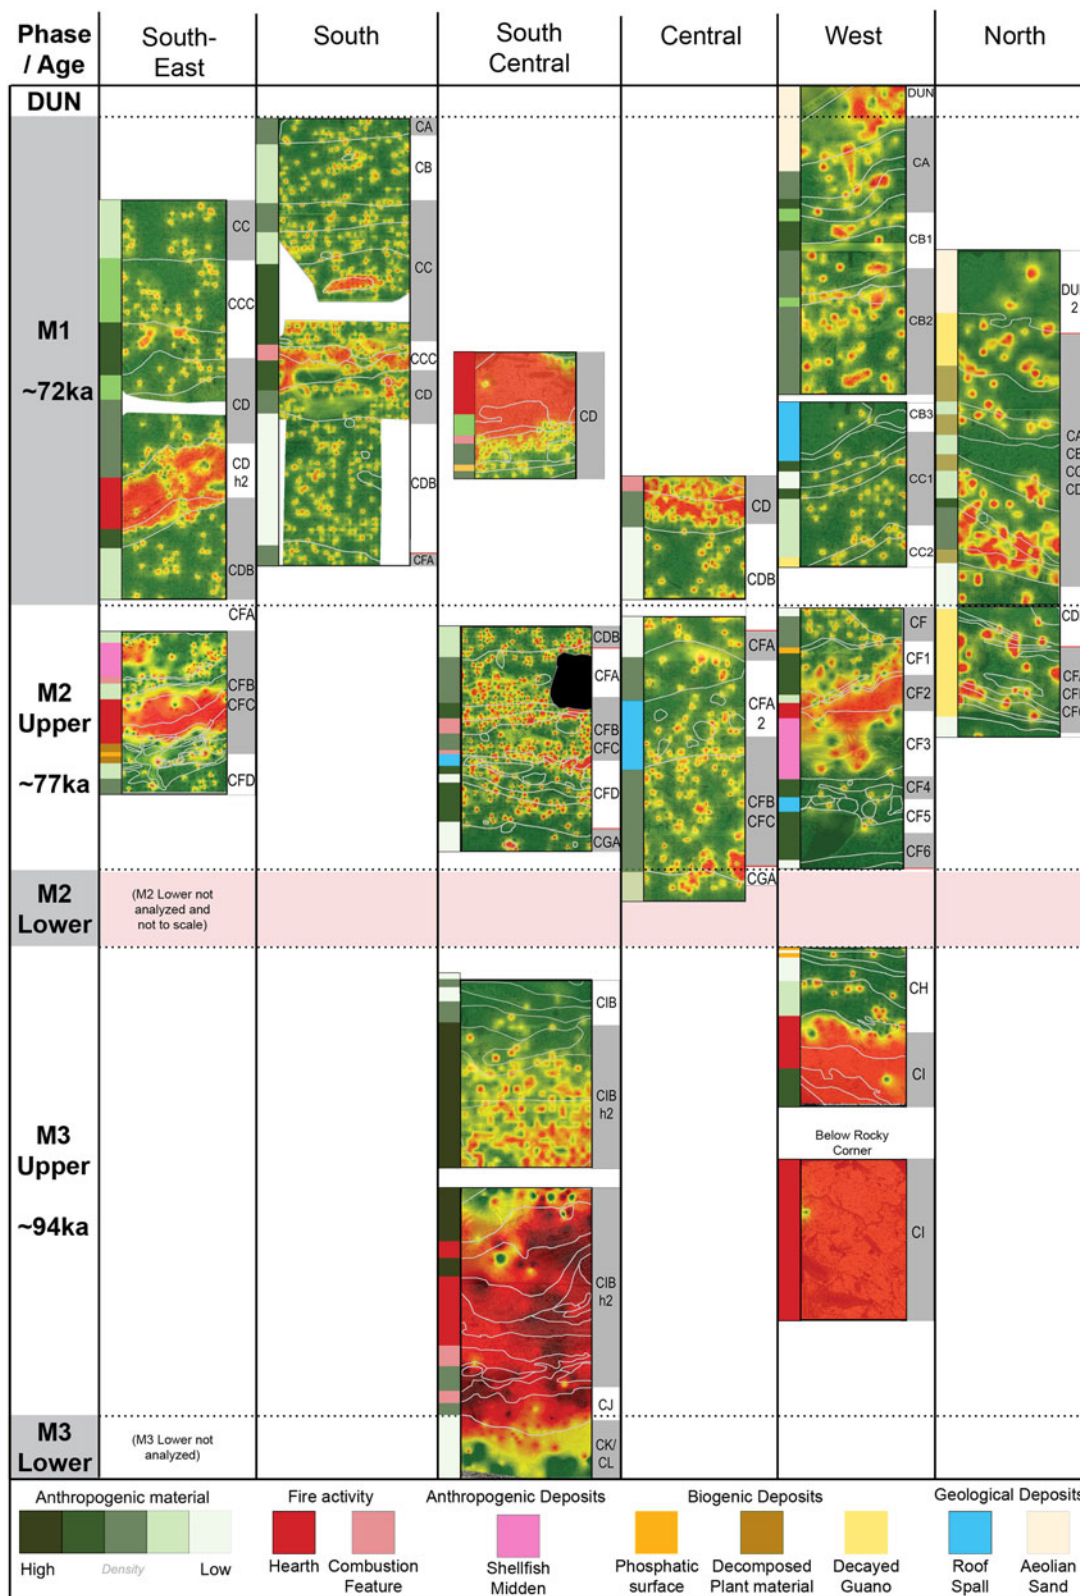 Phase / Age
South-East
South
South Central
Central
West
North
DUN
M1
~72ka
M2 Upper
~77ka
M2 Lower
M3 Upper
~94ka
M3 Lower
CC
CCC
CD
CD h2
CDB
CFA
CFB
CFC
CFD
(M2 Lower not
analyzed and
not to scale)
(M3 Lower not
analyzed)
CA
CB
CC
CCC
CD
CDB
CFA
CD
CDB
CFA
CFB
CFC
CFD
CGA
CIB
CIB
h2
CIB
h2
CJ
CK/
CL
CD
CDB
CFA
CFA
2
CFB
CFC
CGA
DUN
CA
CB1
CB2
CB3
CC1
CC2
CF
CF1
CF2
CF3
CF4
CF5
CF6
CH
CI
Below Rocky
Corner
CI
2
CFA
Anthropogenic material
High
Density
Low
Fire activity
Hearth
Combustion
Feature
Anthropogenic Deposits
Shellfish
Midden
Biogenic Deposits
Phosphatic
surface
Decomposed
Plant material
Decayed
Guano
Geological Deposits
Roof
Spall
Aeolian
Sand